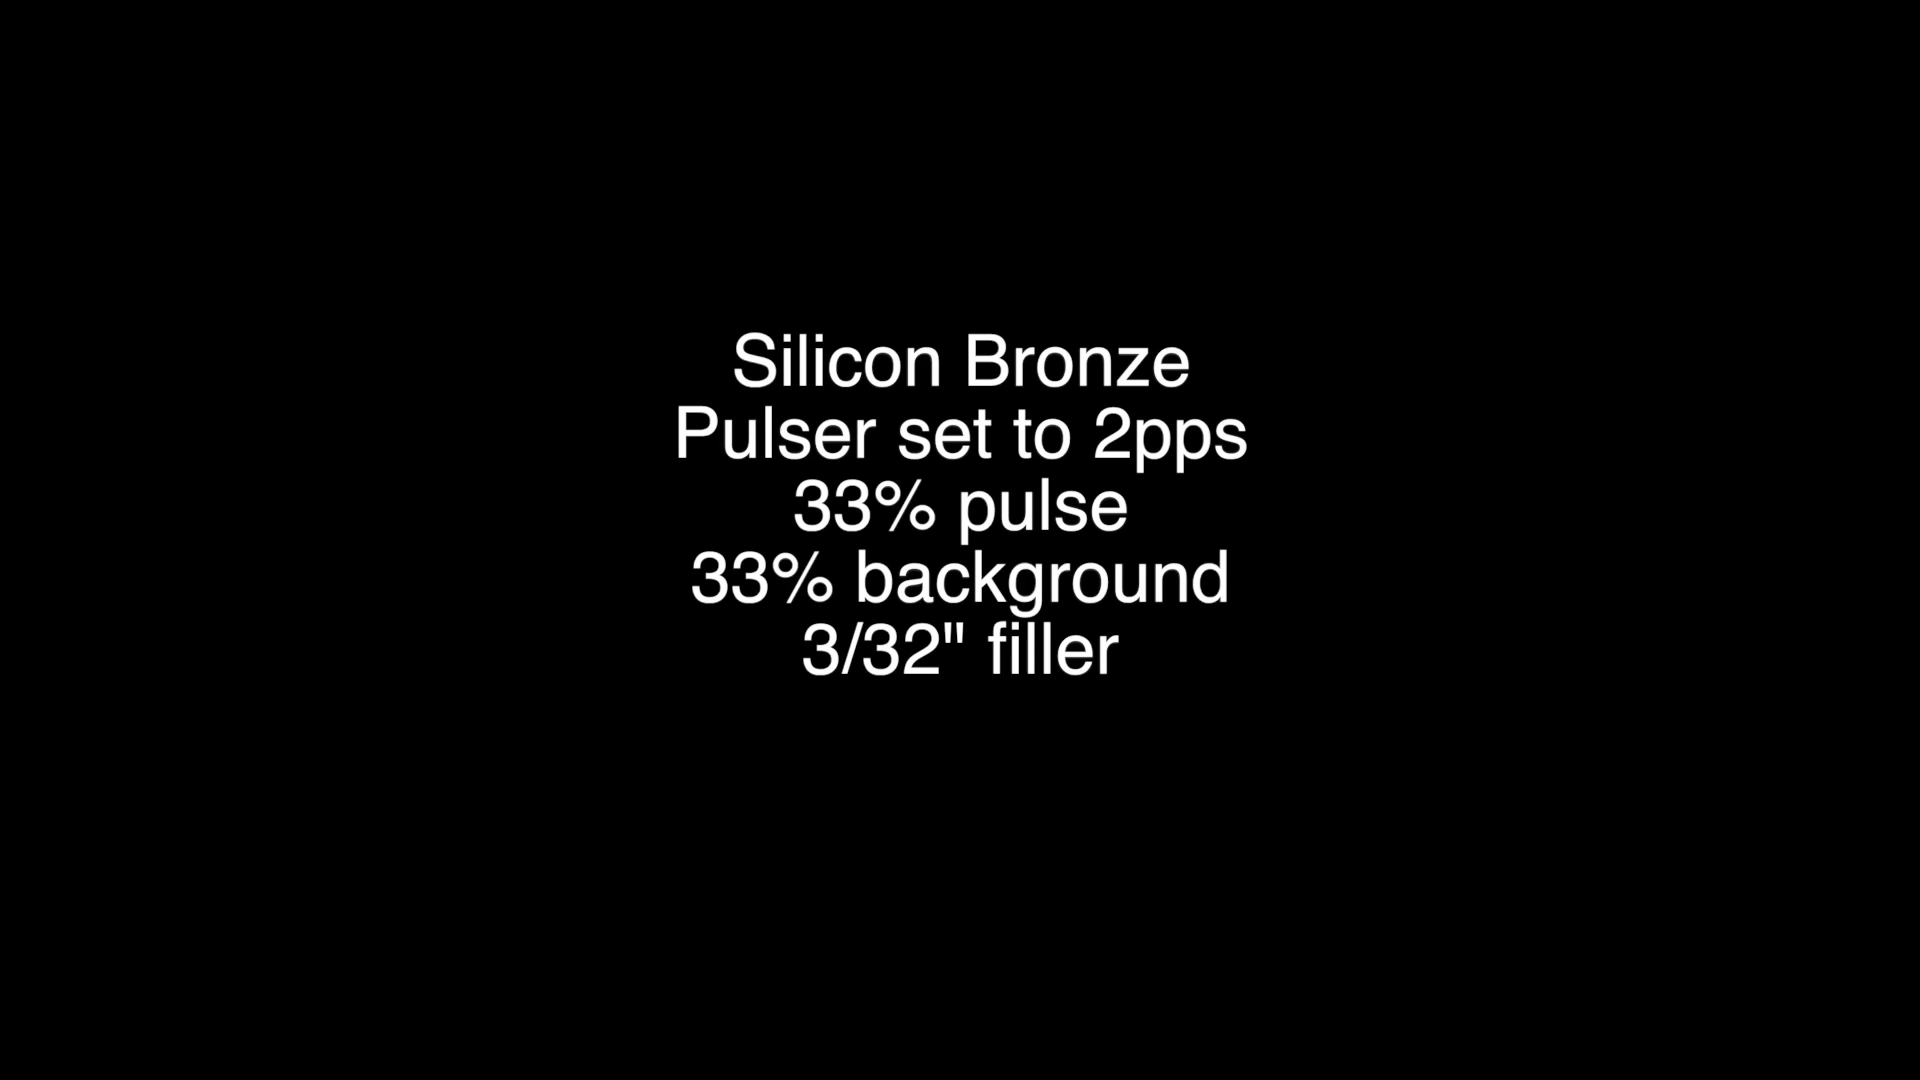 Silicon Bronze
Pulser set to 2pps
33% pulse
33% background
3/32" filler